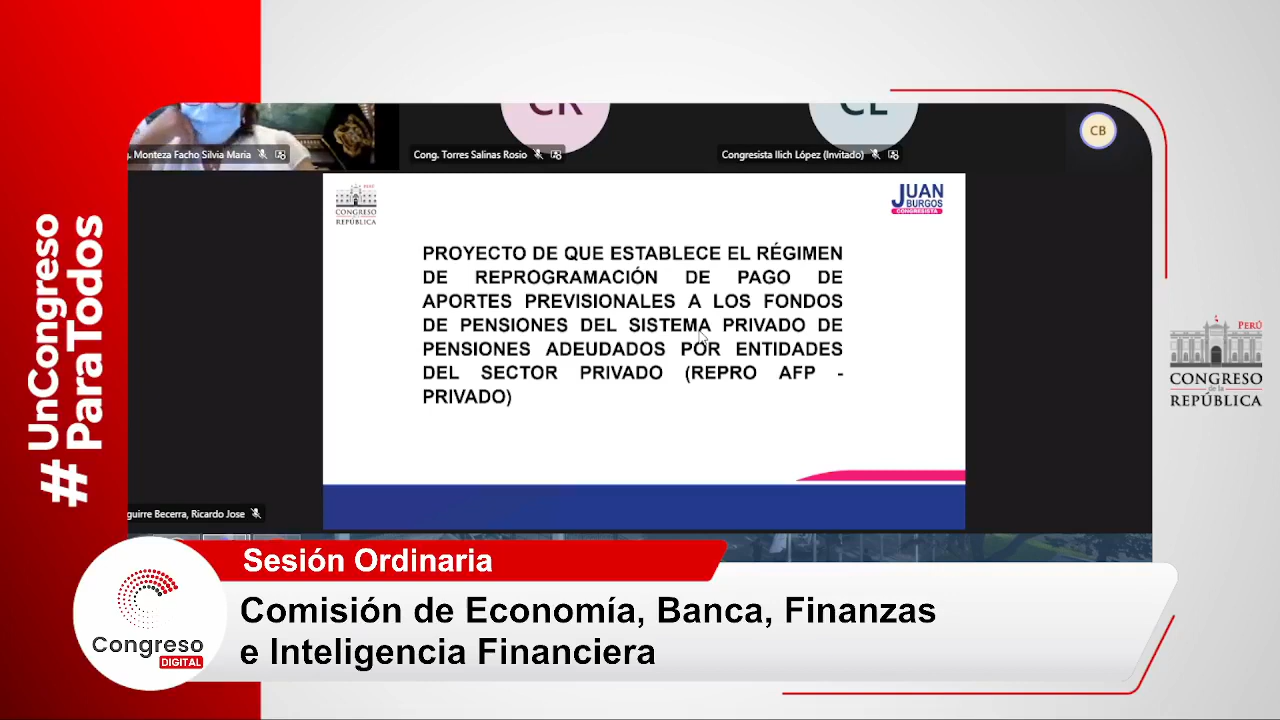 #UnCongreso
ParaTodos
Monteza Facho Silvia Maria
Cong. Torres Salinas Rosio
Congresista Ilich López (Invitado)
CR
CL
CB
CONGRESO
REPÚBLICA
JUAN
BURGOS
CONGRESISTA
PROYECTO DE QUE ESTABLECE EL RÉGIMEN
DE REPROGRAMACIÓN DE PAGO DE
APORTES PREVISIONALES A LOS FONDOS
DE PENSIONES DEL SISTEMA PRIVADO DE
PENSIONES ADEUDADOS POR ENTIDADES
DEL SECTOR PRIVADO (REPRO AFP -
PRIVADO)
PERÚ
CONGRESO
de la
REPÚBLICA
guirre Becerra, Ricardo Jose
Sesión Ordinaria
Comisión de Economía, Banca, Finanzas
e Inteligencia Financiera
Congreso
DIGITAL